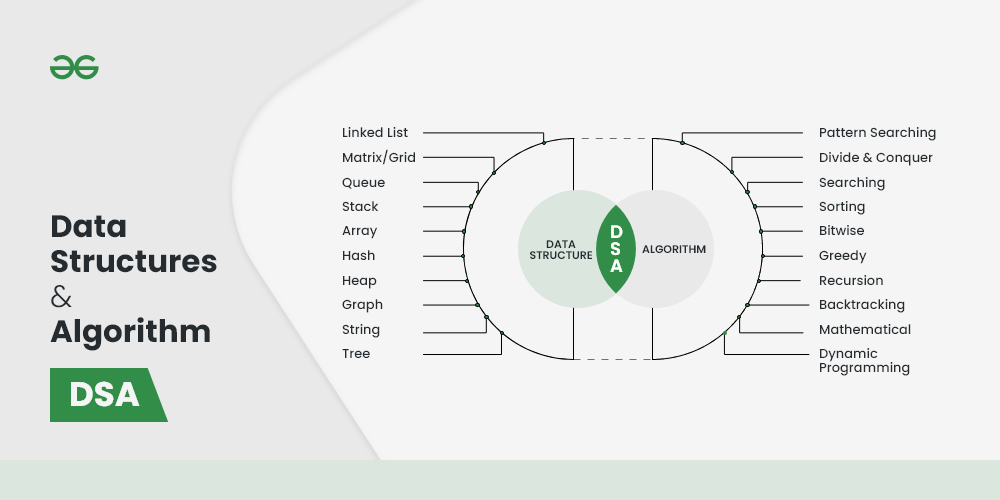 Data
Structures
&
Algorithm
DSA
Linked List
Matrix/Grid
Queue
Stack
Array
Hash
Heap
Graph
String
Tree
DATA
STRUCTURE
D
S
A
ALGORITHM
Pattern Searching
Divide & Conquer
Searching
Sorting
Bitwise
Greedy
Recursion
Backtracking
Mathematical
Dynamic
Programming